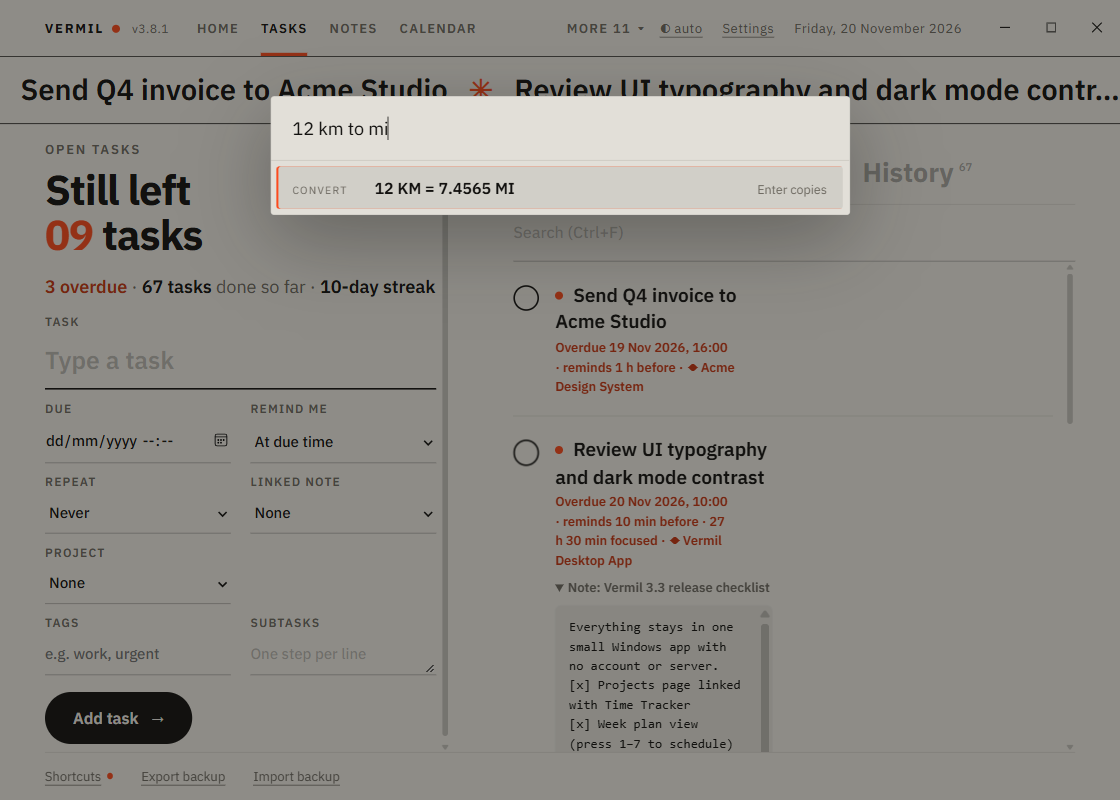 VERMIL v3.8.1 HOME TASKS NOTES CALENDAR MORE 11 auto Settings Friday, 20 November 2026
Send Q4 invoice to Acme Studio Review UI typography and dark mode contr...
12 km to mi
CONVERT 12 KM = 7.4565 MI Enter copies
OPEN TASKS
Still left
09 tasks
3 overdue · 67 tasks done so far · 10-day streak
TASK
Type a task
DUE REMIND ME
dd/mm/yyyy --:-- At due time
REPEAT LINKED NOTE
Never None
PROJECT
None
TAGS SUBTASKS
e.g. work, urgent One step per line
Add task →
History 67
Search (Ctrl+F)
Send Q4 invoice to
Acme Studio
Overdue 19 Nov 2026, 16:00
· reminds 1 h before · ◆ Acme
Design System
Review UI typography
and dark mode contrast
Overdue 20 Nov 2026, 10:00
· reminds 10 min before · 27
h 30 min focused · ◆ Vermil
Desktop App
▼ Note: Vermil 3.3 release checklist
Everything stays in one
small Windows app with
no account or server.
[x] Projects page linked
with Time Tracker
[x] Week plan view
(press 1–7 to schedule)
Shortcuts Export backup Import backup